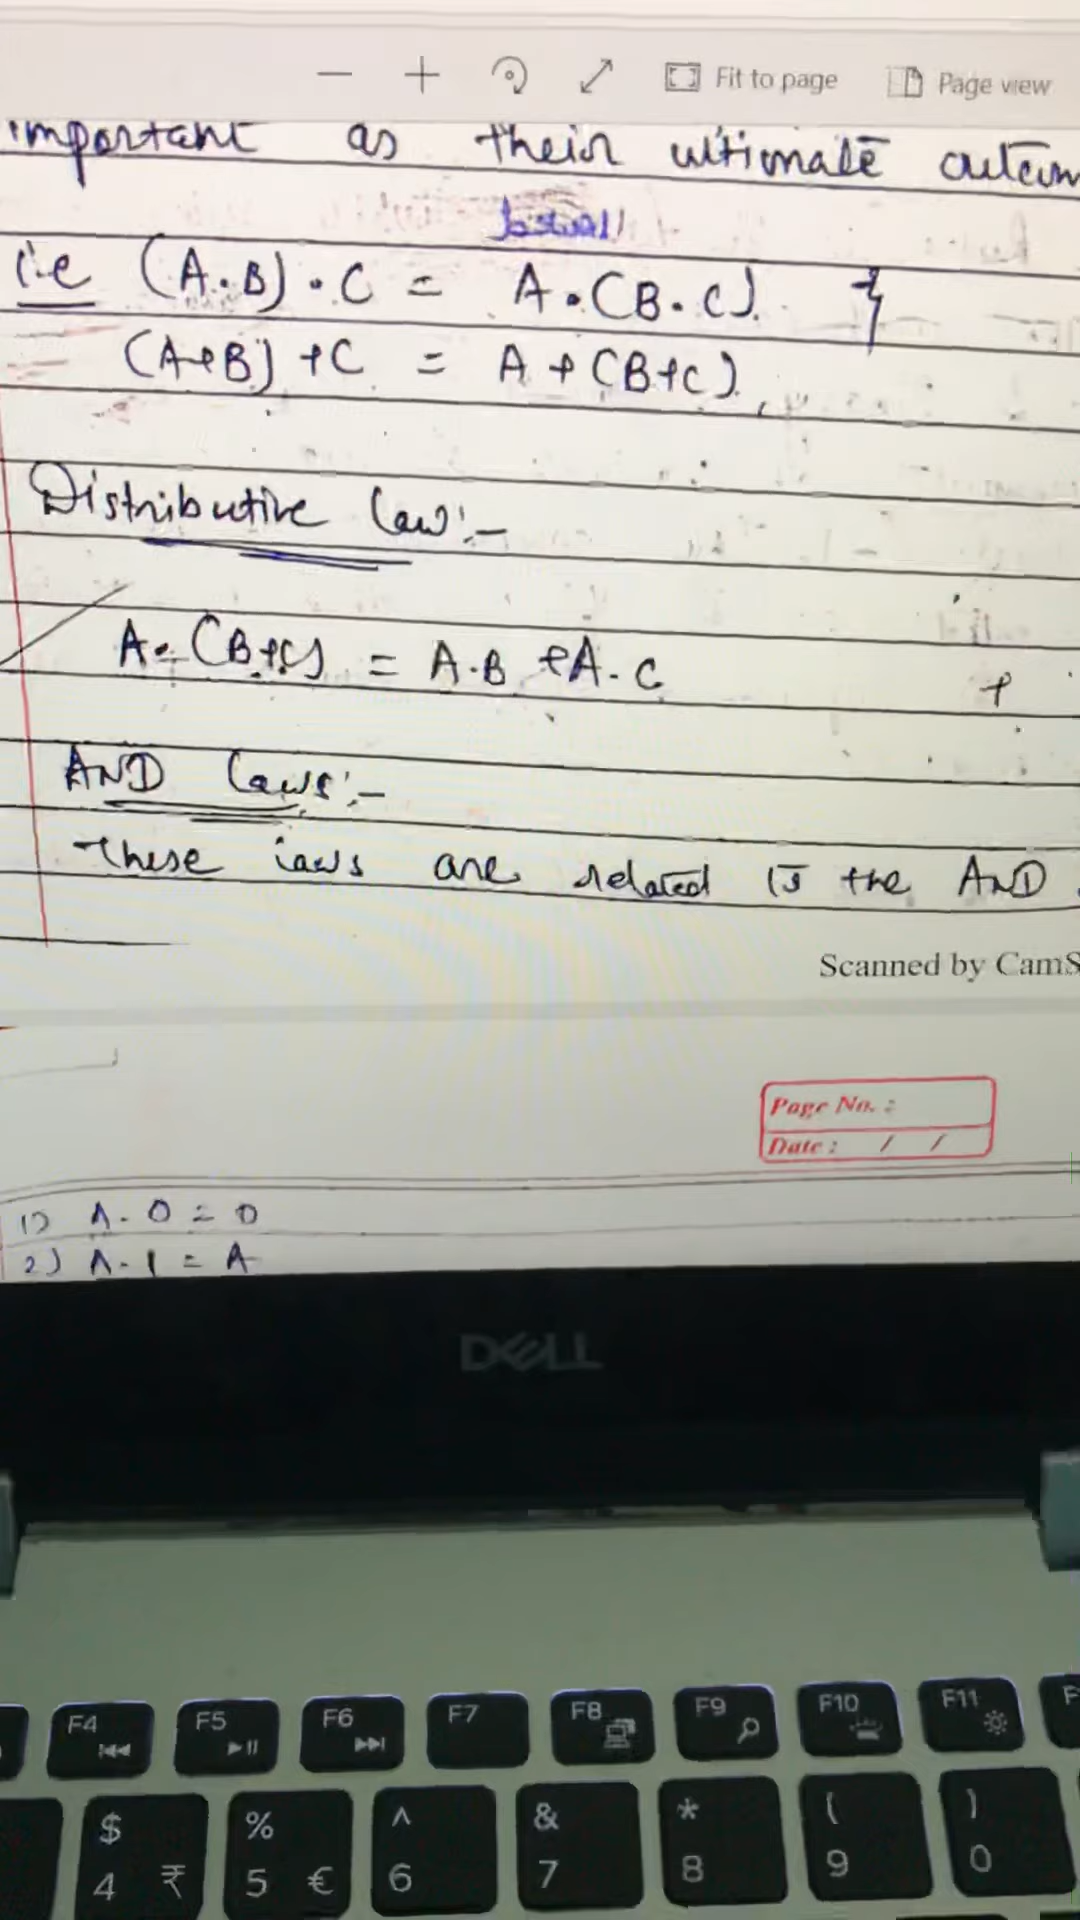 Fit to page Page view
important as their ultimate outcom
i.e (A.B).C = A.(B.C).
(A+B)+C = A+(B+C).
Distributive law:-
A.(B+C) = A.B +A.C
+
AND laws:-
These laws are related to the AND
Scanned by CamS
Page No. :
Date : / /
1) A.0 = 0
2) A.1 = A
DELL
F4 F5 F6 F7 F8 F9 F10 F11 F
$ % ^ & * ( )
4 ₹ 5 € 6 7 8 9 0